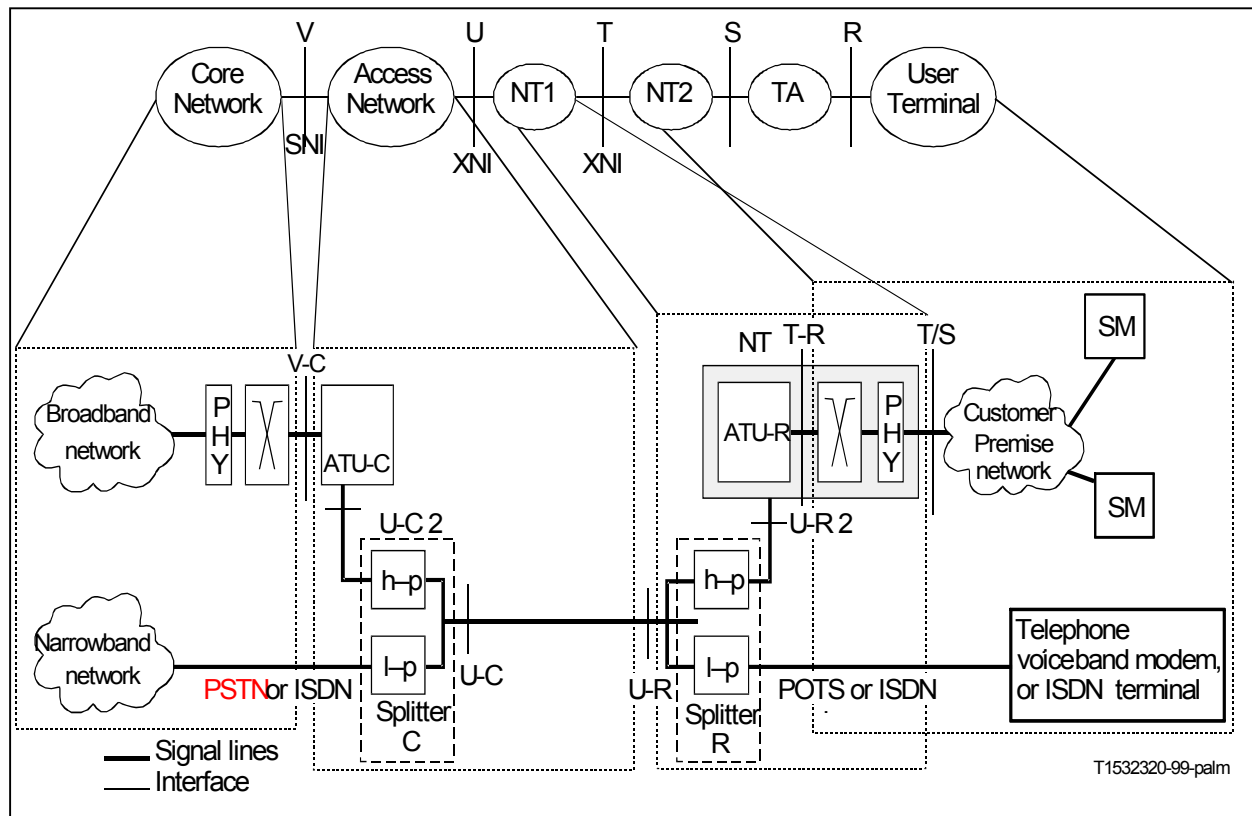 V
U
T
S
R
Core
Network
Access
Network
NT1
NT2
TA
User
Terminal
SNI
XNI
XNI
V-C
NT
T-R
T/S
SM
Broadband
network
P
H
Y
ATU-C
ATU-R
P
H
Y
Customer
Premise
network
SM
U-C 2
U-R 2
h–p
h–p
Narrowband
network
PSTN or ISDN
l–p
U-C
U-R
l–p
POTS or ISDN
Telephone
voiceband modem,
or ISDN terminal
Splitter
C
Splitter
R
Signal lines
Interface
T1532320-99-palm